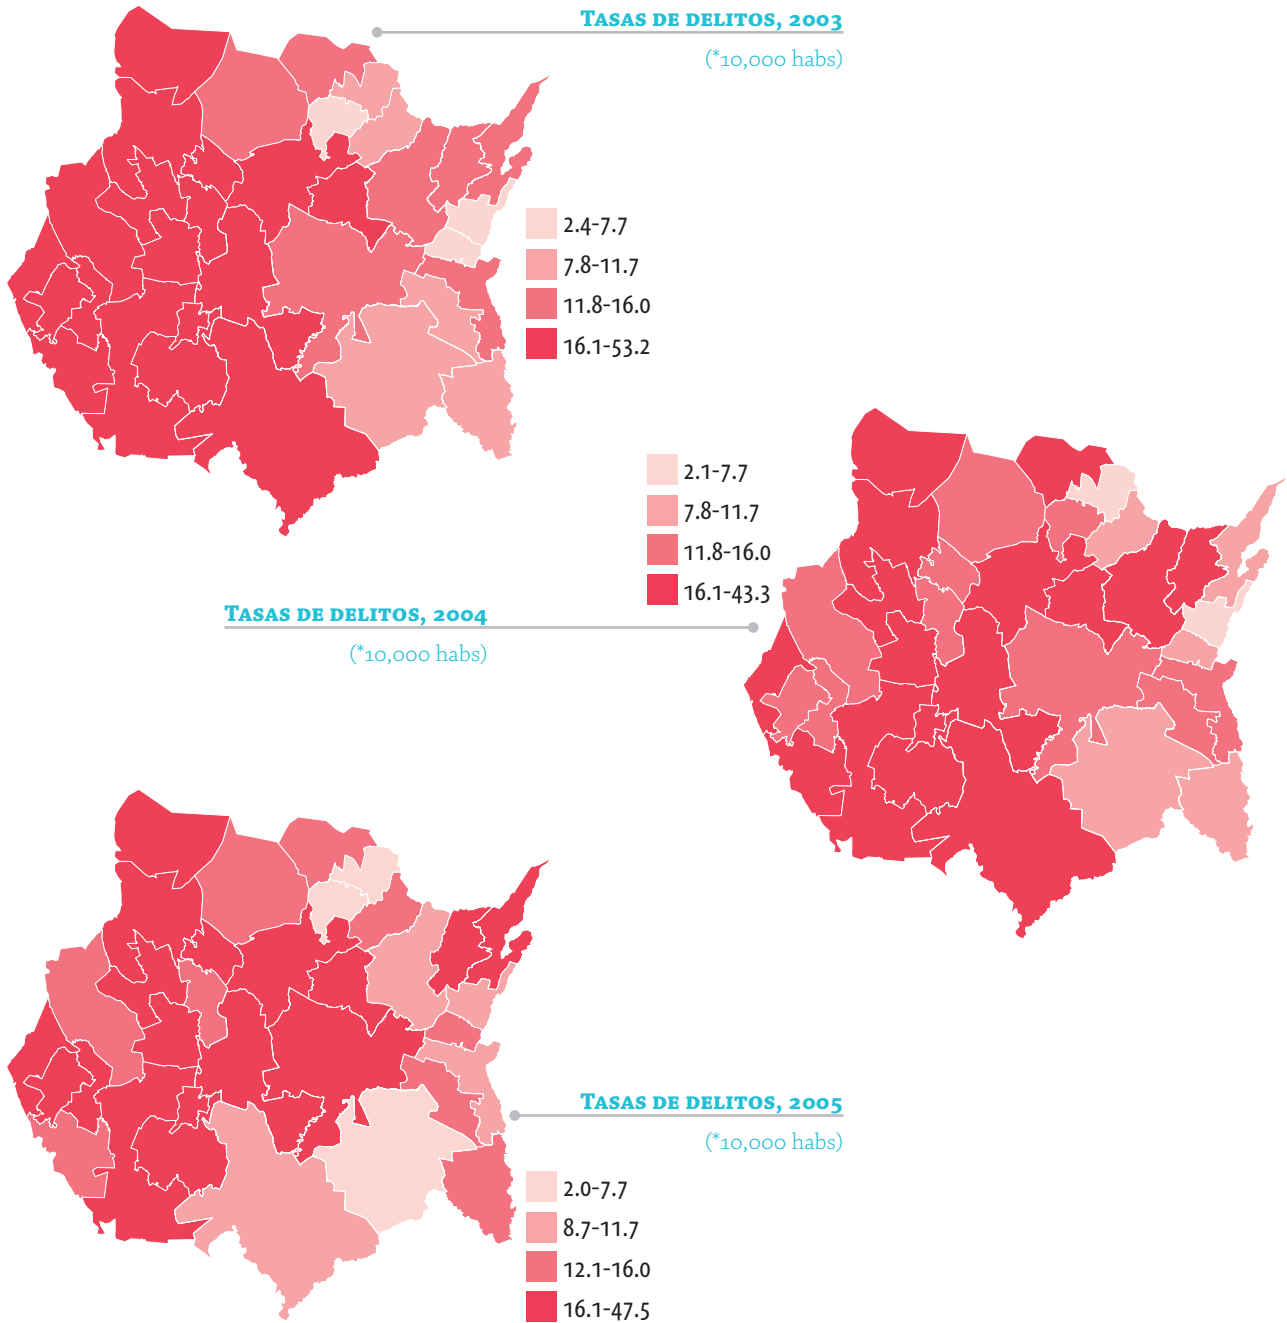 TASAS DE DELITOS, 2003
(*10,000 habs)
2.4-7.7
7.8-11.7
11.8-16.0
16.1-53.2
2.1-7.7
7.8-11.7
11.8-16.0
16.1-43.3
TASAS DE DELITOS, 2004
(*10,000 habs)
TASAS DE DELITOS, 2005
(*10,000 habs)
2.0-7.7
8.7-11.7
12.1-16.0
16.1-47.5